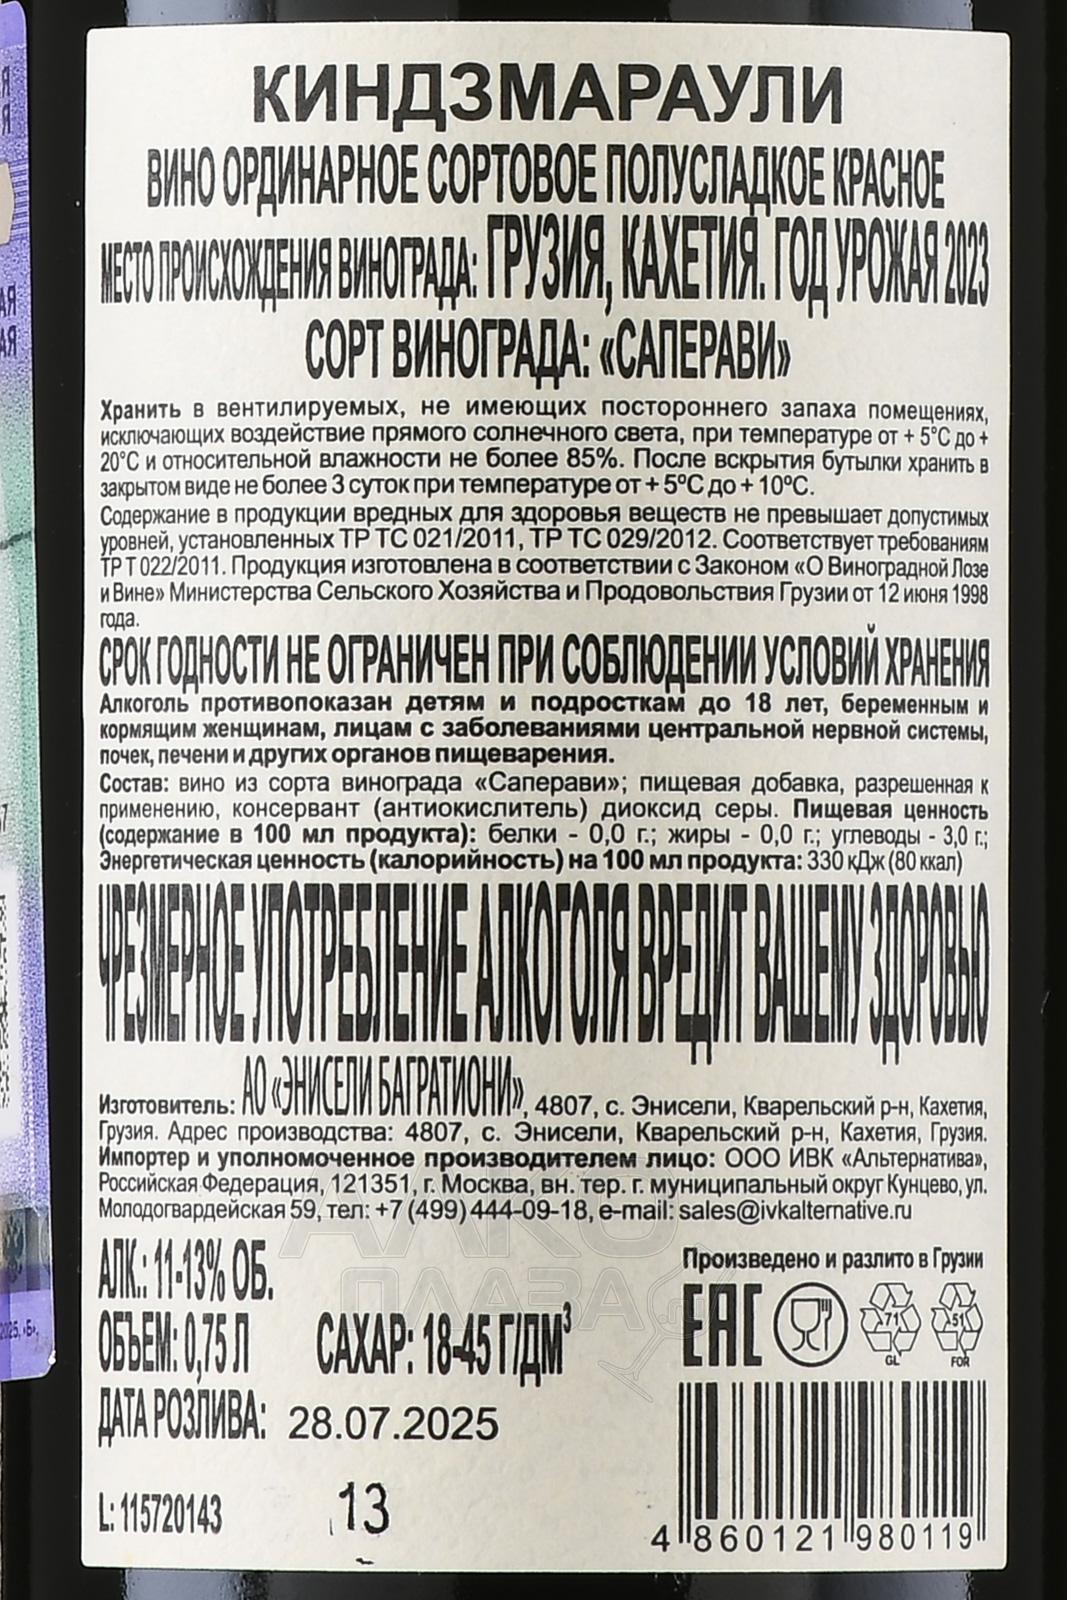 КИНДЗМАРАУЛИ
ВИНО ОРДИНАРНОЕ СОРТОВОЕ ПОЛУСЛАДКОЕ КРАСНОЕ
МЕСТО ПРОИСХОЖДЕНИЯ ВИНОГРАДА: ГРУЗИЯ, КАХЕТИЯ. ГОД УРОЖАЯ 2023
СОРТ ВИНОГРАДА: «САПЕРАВИ»
Хранить в вентилируемых, не имеющих постороннего запаха помещениях,
исключающих воздействие прямого солнечного света, при температуре от + 5°C до +
20°C и относительной влажности не более 85%. После вскрытия бутылки хранить в
закрытом виде не более 3 суток при температуре от + 5ºC до + 10ºC.
Содержание в продукции вредных для здоровья веществ не превышает допустимых
уровней, установленных ТР ТС 021/2011, ТР ТС 029/2012. Соответствует требованиям
ТР Т 022/2011. Продукция изготовлена в соответствии с Законом «О Виноградной Лозе
и Вине» Министерства Сельского Хозяйства и Продовольствия Грузии от 12 июня 1998
года.
СРОК ГОДНОСТИ НЕ ОГРАНИЧЕН ПРИ СОБЛЮДЕНИИ УСЛОВИЙ ХРАНЕНИЯ
Алкоголь противопоказан детям и подросткам до 18 лет, беременным и
кормящим женщинам, лицам с заболеваниями центральной нервной системы,
почек, печени и других органов пищеварения.
Состав: вино из сорта винограда «Саперави»; пищевая добавка, разрешенная к
применению, консервант (антиокислитель) диоксид серы. Пищевая ценность
(содержание в 100 мл продукта): белки - 0,0 г.; жиры - 0,0 г.; углеводы - 3,0 г.;
Энергетическая ценность (калорийность) на 100 мл продукта: 330 кДж (80 ккал)
ЧРЕЗМЕРНОЕ УПОТРЕБЛЕНИЕ АЛКОГОЛЯ ВРЕДИТ ВАШЕМУ ЗДОРОВЬЮ
Изготовитель: АО «ЭНИСЕЛИ БАГРАТИОНИ», 4807, с. Энисели, Кварельский р-н, Кахетия,
Грузия. Адрес производства: 4807, с. Энисели, Кварельский р-н, Кахетия, Грузия.
Импортер и уполномоченное производителем лицо: ООО ИВК «Альтернатива»,
Российская Федерация, 121351, г. Москва, вн. тер. г. муниципальный округ Кунцево, ул.
Молодогвардейская 59, тел: +7 (499) 444-09-18, e-mail: sales@ivkalternative.ru
АЛКО
ПЛАЗА
АЛК.: 11-13% ОБ.
ОБЪЕМ: 0,75 Л
САХАР: 18-45 Г/ДМ³
ДАТА РОЗЛИВА: 28.07.2025
L: 115720143
13
Произведено и разлито в Грузии
EAC
71
GL
51
FOR
4 860121 980119